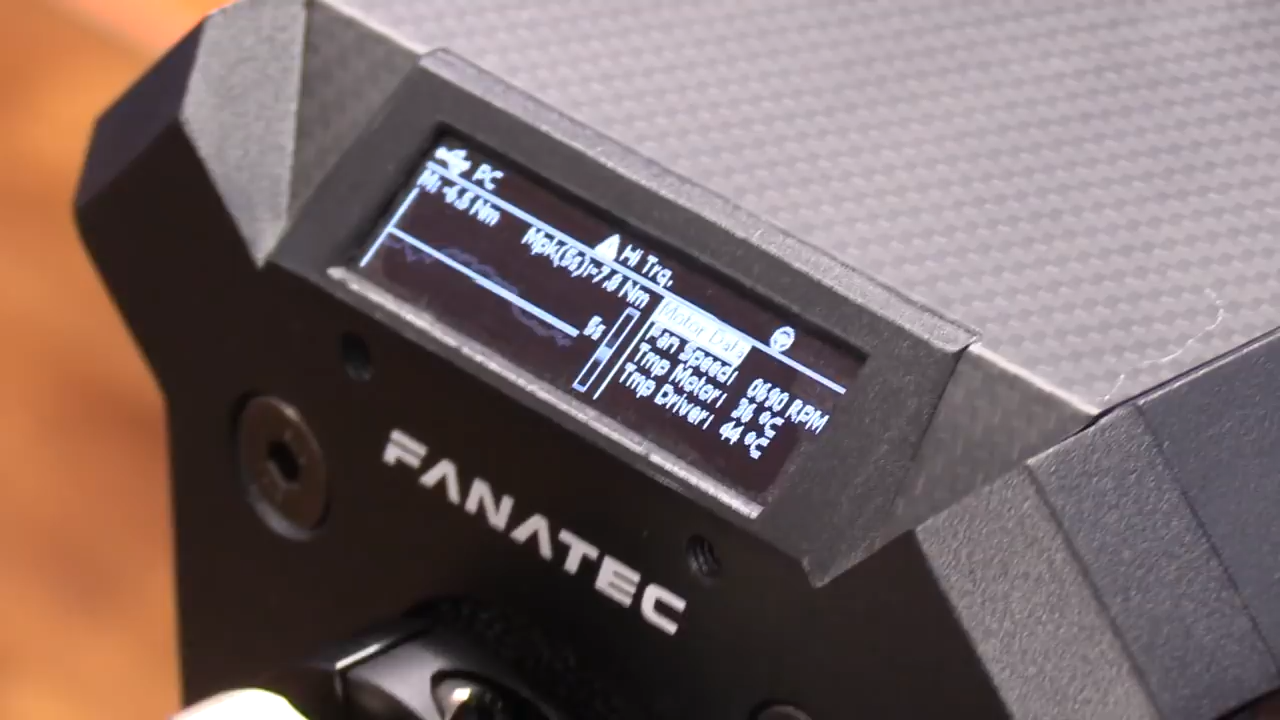 PC
Hi Trq.
M: -6.5 Nm
Mpk(5s):-7.8 Nm
5s
Motor Data
Fan Speed: 0690 RPM
Tmp Motor: 36 °C
Tmp Driver: 44 °C
FANATEC